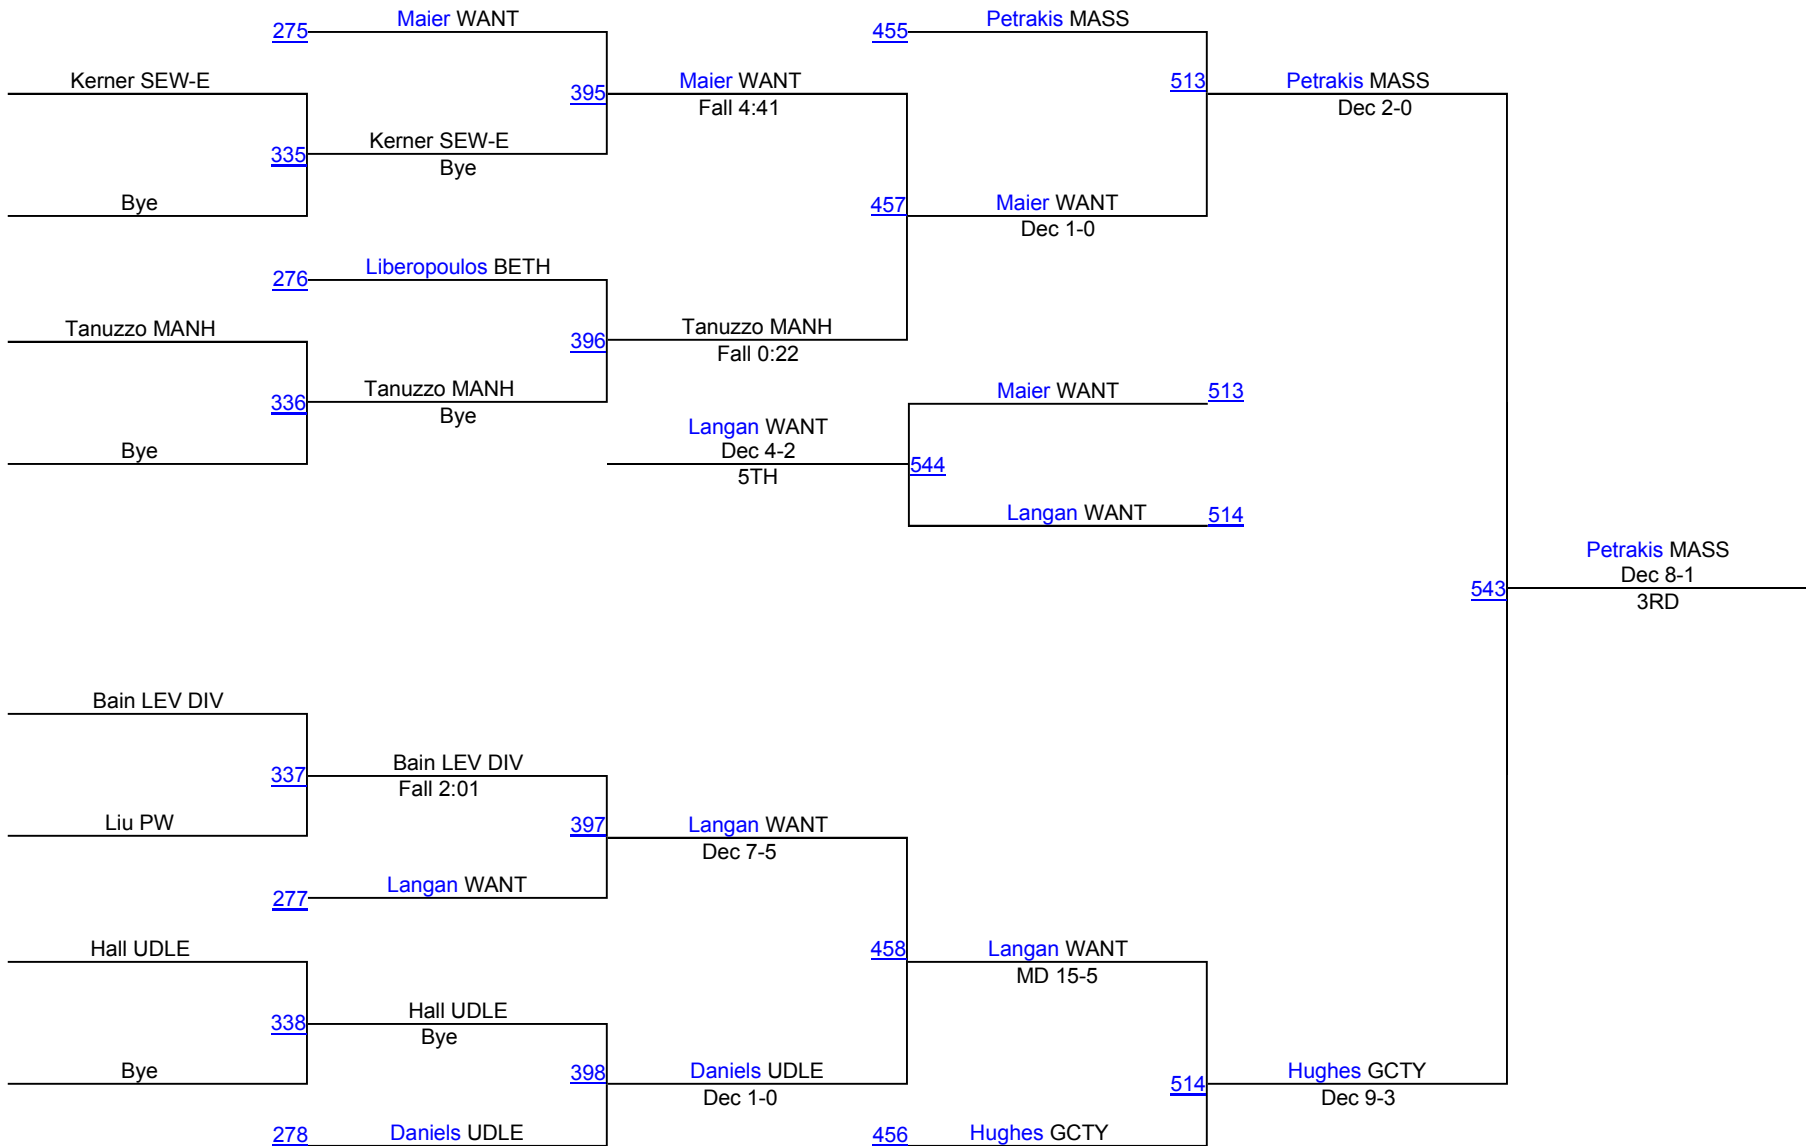 275
Maier WANT
455
Petrakis MASS
Kerner SEW-E
395
Maier WANT
Fall 4:41
513
Petrakis MASS
Dec 2-0
335
Kerner SEW-E
Bye
Bye
457
Maier WANT
Dec 1-0
276
Liberopoulos BETH
Tanuzzo MANH
396
Tanuzzo MANH
Fall 0:22
336
Tanuzzo MANH
Bye
Maier WANT
513
Bye
Langan WANT
Dec 4-2
5TH
544
Langan WANT
514
543
Petrakis MASS
Dec 8-1
3RD
Bain LEV DIV
337
Bain LEV DIV
Fall 2:01
Liu PW
397
Langan WANT
Dec 7-5
277
Langan WANT
Hall UDLE
458
Langan WANT
MD 15-5
338
Hall UDLE
Bye
Bye
398
Daniels UDLE
Dec 1-0
514
Hughes GCTY
Dec 9-3
278
Daniels UDLE
456
Hughes GCTY